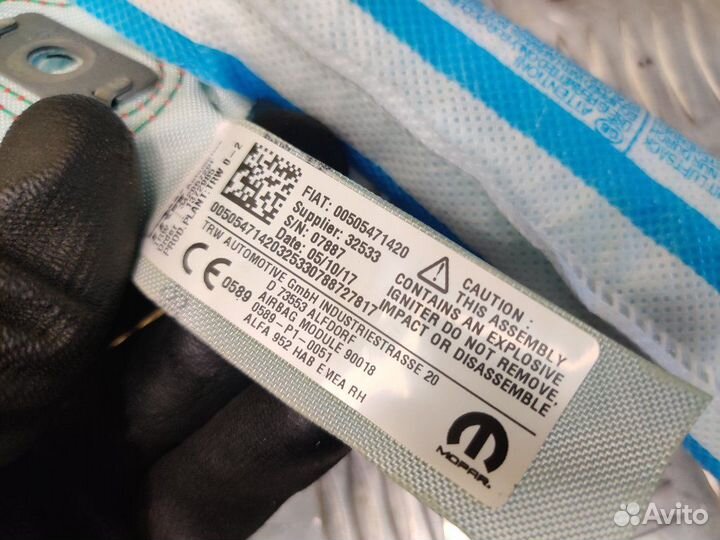 FIAT: 00505471420
Supplier: 32533
S/N: 07887
Date: 05/10/17
00505471420325330788727817
TRW AUTOMOTIVE GmbH INDUSTRIESTRASSE 20
D 73553 ALFDORF
AIRBAG MODULE 90018
0589-P1-0051
ALFA 952 HAB EMEA RH
CE 0589
CAUTION :
THIS ASSEMBLY
CONTAINS AN EXPLOSIVE
IGNITER DO NOT REMOVE,
IMPACT OR DISASSEMBLE
MOPAR.
PROD.PLANT:TRW 0-2
ATTENTION
Avito